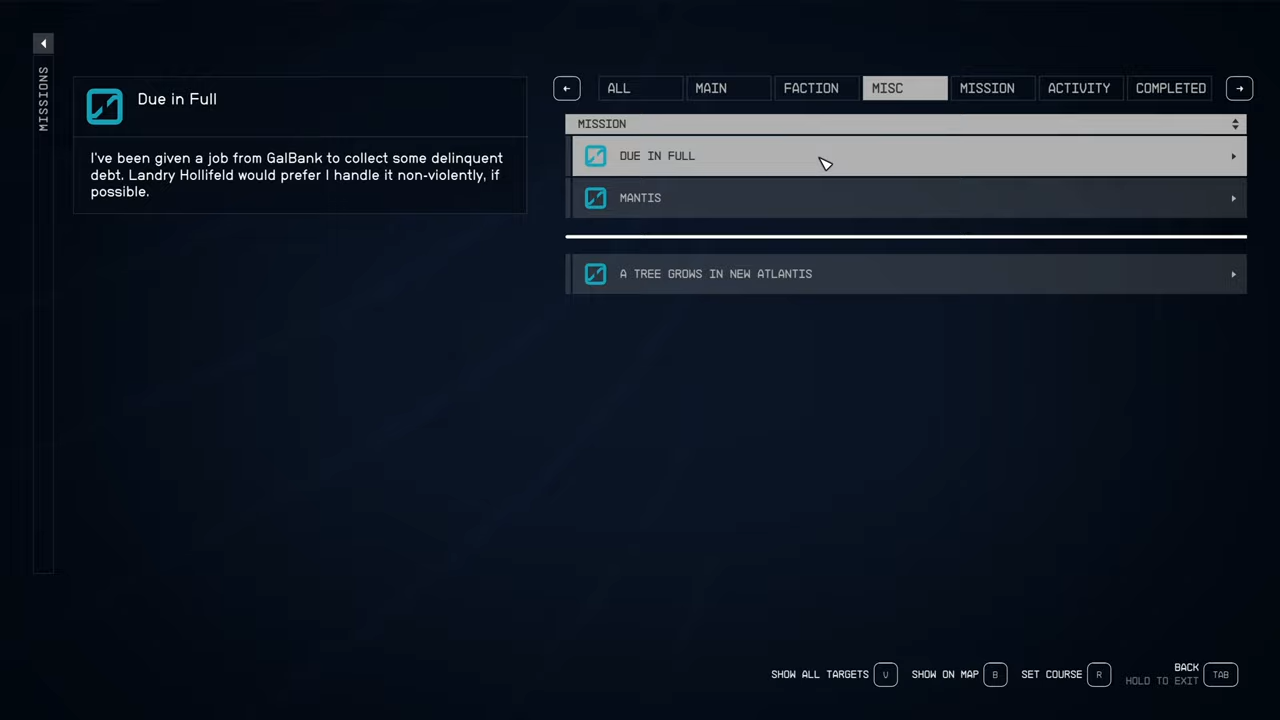 MISSIONS
Due in Full
I've been given a job from GalBank to collect some delinquent
debt. Landry Hollifeld would prefer I handle it non-violently, if
possible.
ALL MAIN FACTION MISC MISSION ACTIVITY COMPLETED
MISSION
DUE IN FULL
MANTIS
A TREE GROWS IN NEW ATLANTIS
SHOW ALL TARGETS V SHOW ON MAP B SET COURSE R BACK TAB
HOLD TO EXIT